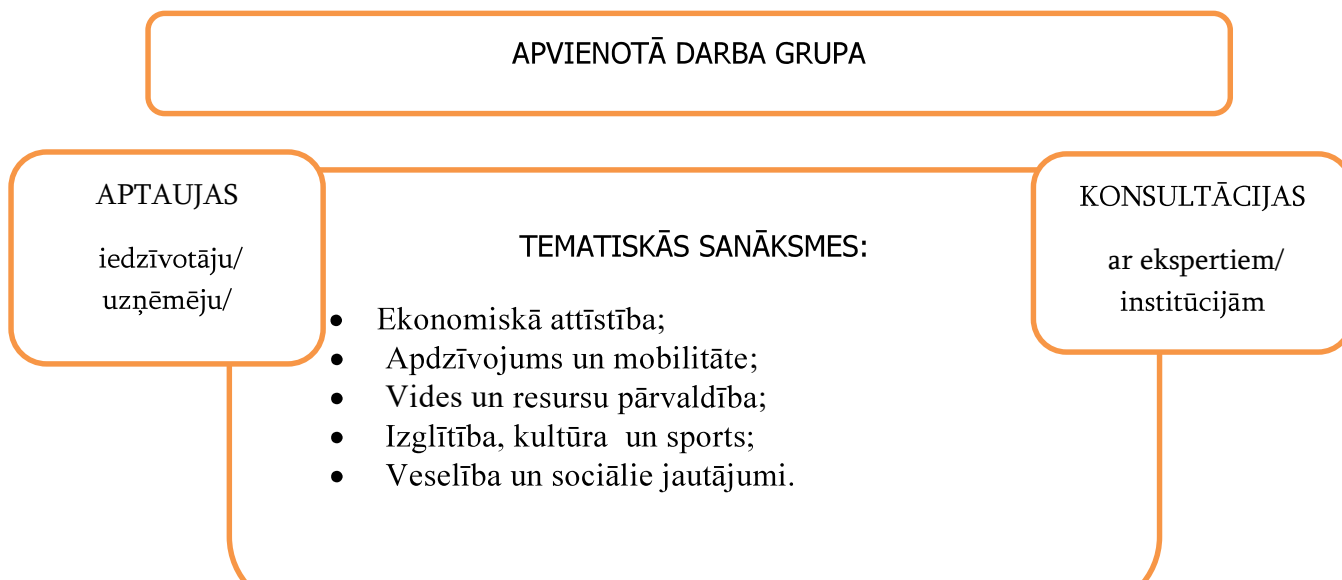 APVIENOTĀ DARBA GRUPA
APTAUJAS
iedzīvotāju/
uzņēmēju/
TEMATISKĀS SANĀKSMES:
• Ekonomiskā attīstība;
• Apdzīvojums un mobilitāte;
• Vides un resursu pārvaldība;
• Izglītība, kultūra un sports;
• Veselība un sociālie jautājumi.
KONSULTĀCIJAS
ar ekspertiem/
institūcijām